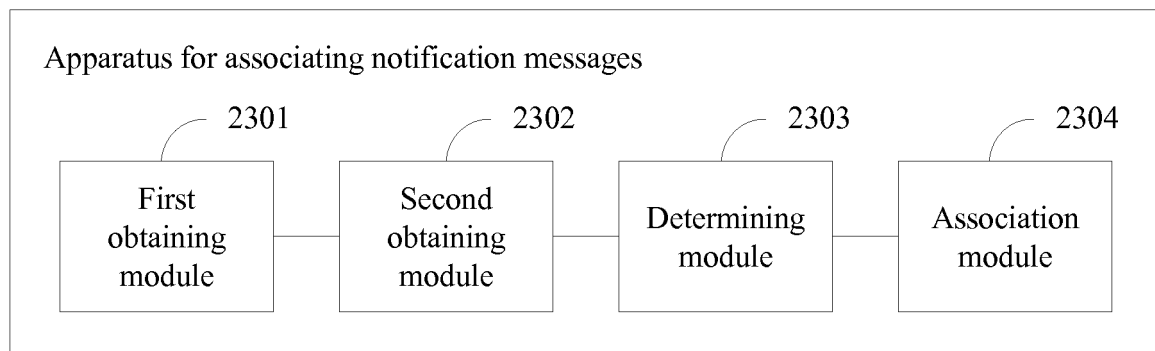 Apparatus for associating notification messages
2301
2302
2303
2304
First
obtaining
module
Second
obtaining
module
Determining
module
Association
module